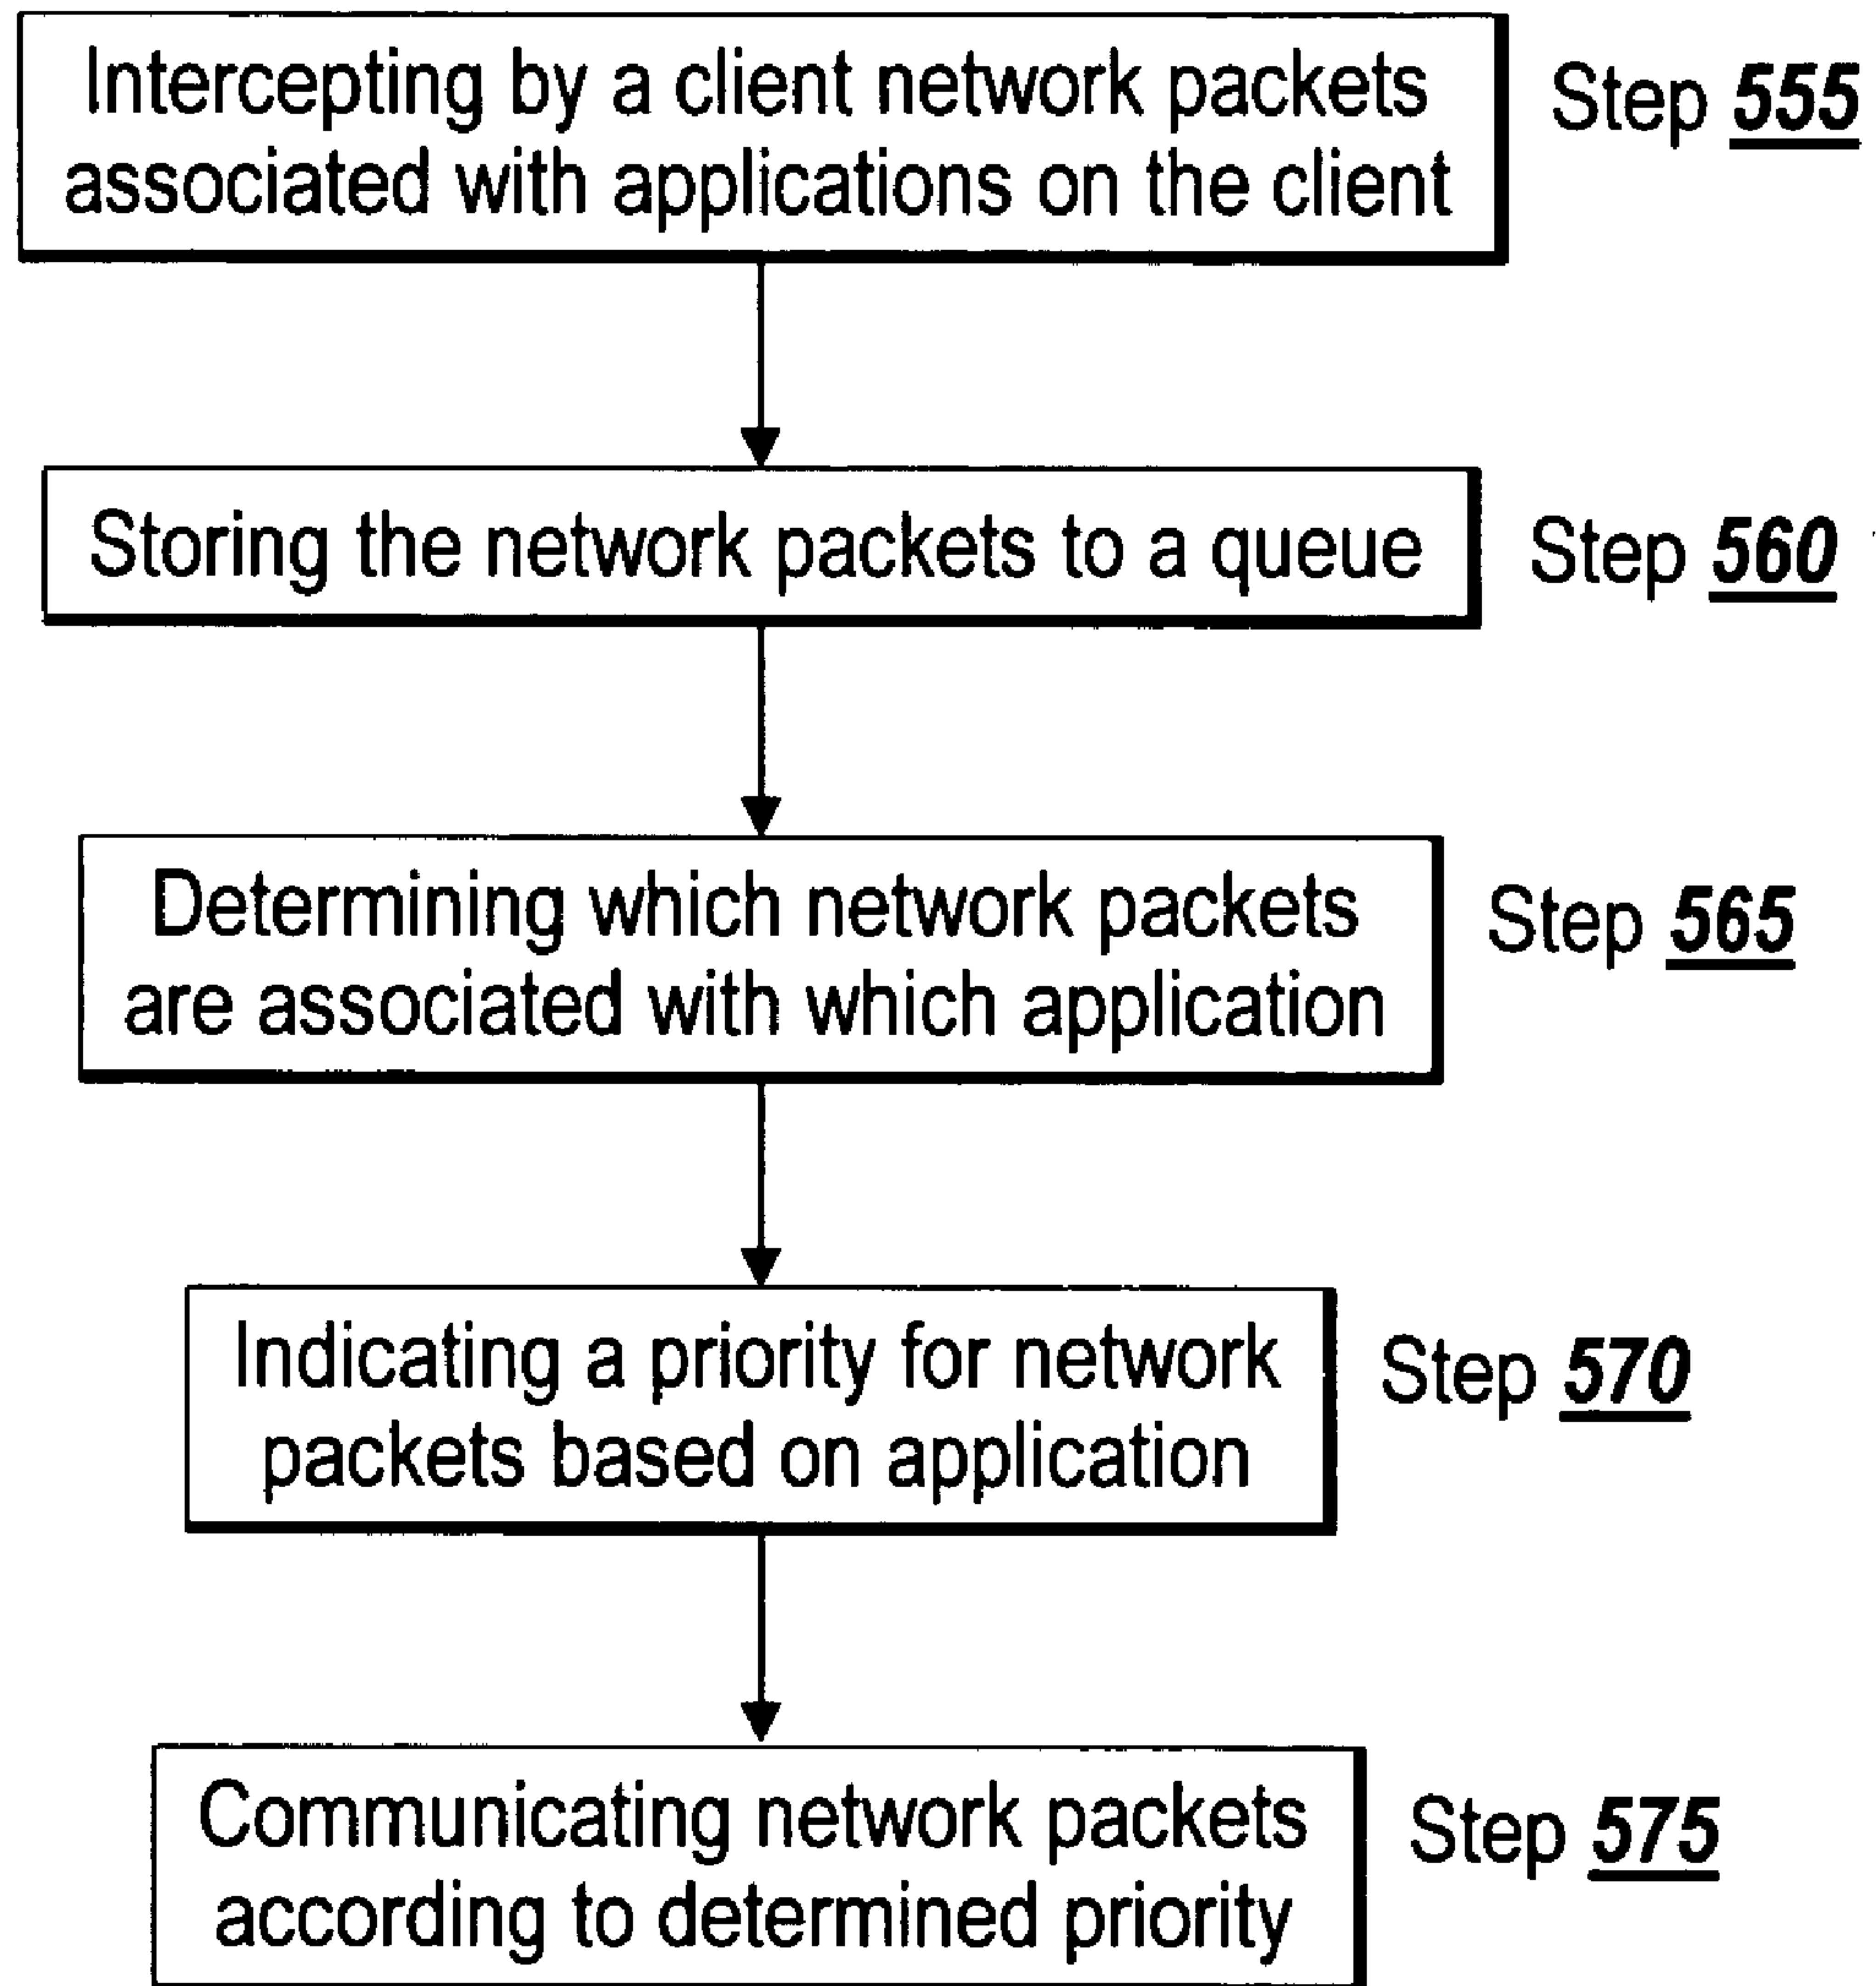 Intercepting by a client network packets
associated with applications on the client
Step 555
Storing the network packets to a queue
Step 560
Determining which network packets
are associated with which application
Step 565
Indicating a priority for network
packets based on application
Step 570
Communicating network packets
according to determined priority
Step 575